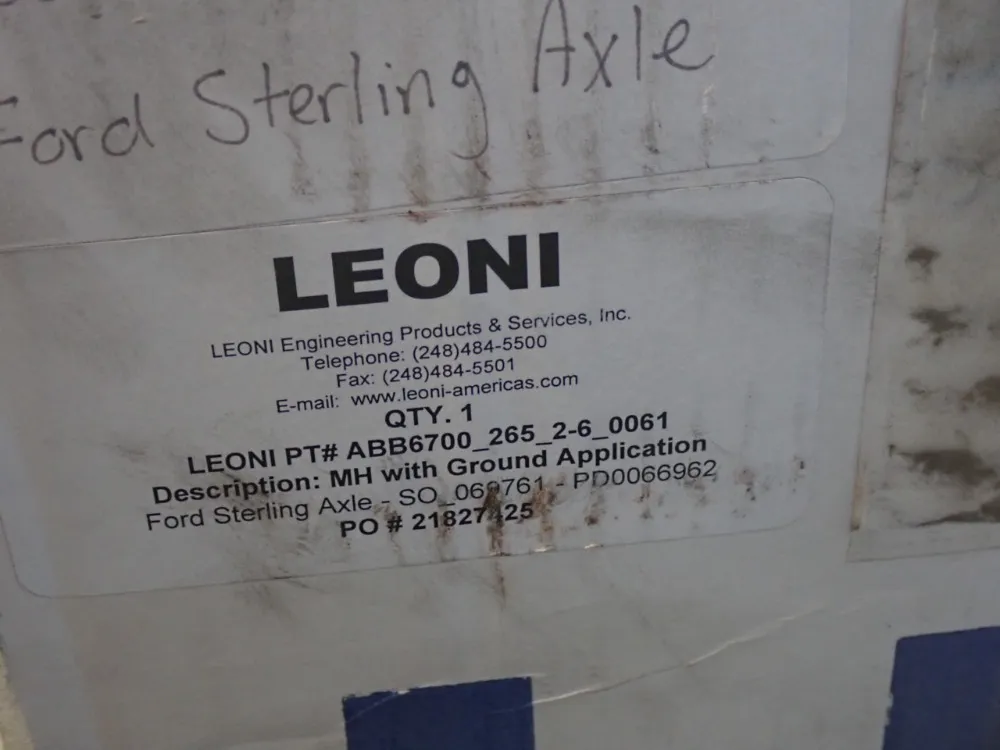 Ford Sterling Axle
LEONI
LEONI Engineering Products & Services, Inc.
Telephone: (248)484-5500
Fax: (248)484-5501
E-mail: www.leoni-americas.com
QTY. 1
LEONI PT# ABB6700_265_2-6_0061
Description: MH with Ground Application
Ford Sterling Axle - SO_069761 - PD0066962
PO # 21827425